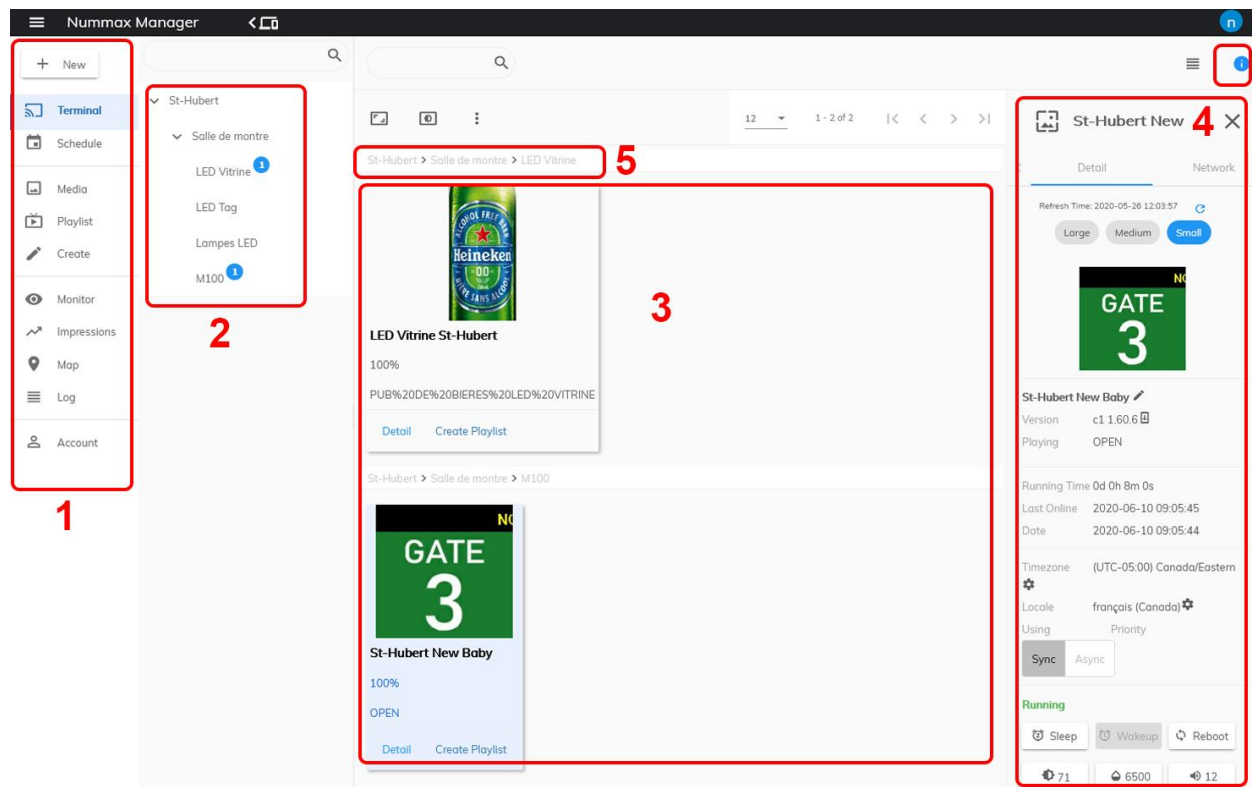 Nummax Manager
n
New
Terminal
Schedule
Media
Playlist
Create
Monitor
Impressions
Map
Log
Account
1
St-Hubert
Salle de montre
LED Vitrine 1
LED Tag
Lampes LED
M100 1
2
12
1 - 2 of 2
St-Hubert > Salle de montre > LED Vitrine
5
ALCOHOL FREE
Heineken
0.0
BIÈRE SANS ALCOOL
3
LED Vitrine St-Hubert
100%
PUB%20DE%20BIERES%20LED%20VITRINE
Detail Create Playlist
St-Hubert > Salle de montre > M100
GATE
3
St-Hubert New Baby
100%
OPEN
Detail Create Playlist
St-Hubert New
4
Detail Network
Refresh Time: 2020-05-26 12:03:57
Large Medium Small
GATE
3
St-Hubert New Baby
Version c1 1.60.6
Playing OPEN
Running Time 0d 0h 8m 0s
Last Online 2020-06-10 09:05:45
Date 2020-06-10 09:05:44
Timezone (UTC-05:00) Canada/Eastern
Locale français (Canada)
Using Priority
Sync Async
Running
Sleep Wakeup Reboot
71 6500 12